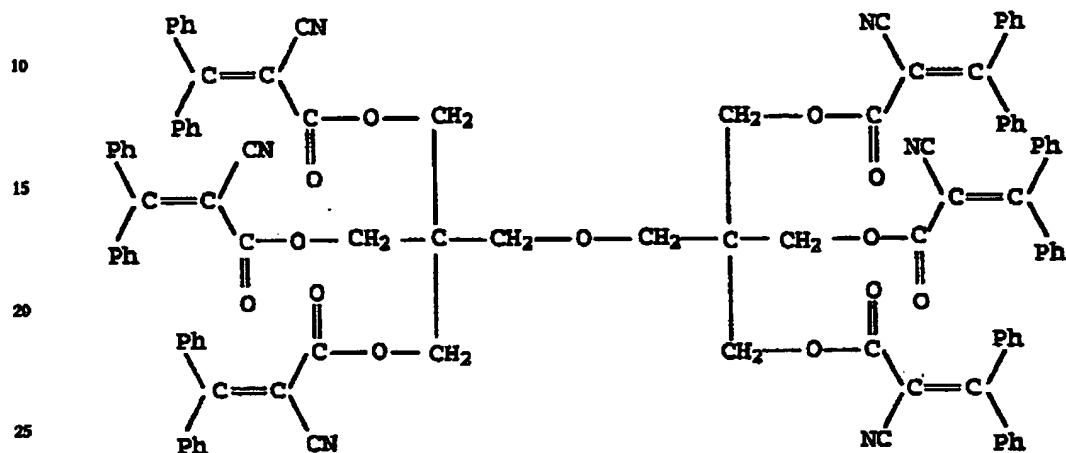 Ph CN NC Ph
10 C=C C=C
Ph C—O—CH₂ CH₂—O—C Ph
Ph CN O O NC Ph
15 C=C C=C
Ph C—O—CH₂—C—CH₂—O—CH₂—C—CH₂—O—C Ph
O O O O
20
Ph C—O—CH₂ CH₂—O—C Ph
C=C C=C
25 Ph CN NC Ph